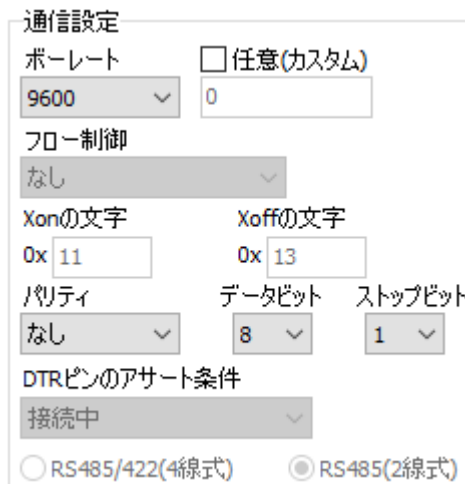 通信設定
ボーレート
任意(カスタム)
9600
0
フロー制御
なし
Xonの文字
Xoffの文字
0x 11
0x 13
パリティ
データビット
ストップビット
なし
8
1
DTRピンのアサート条件
接続中
RS485/422(4線式)
RS485(2線式)